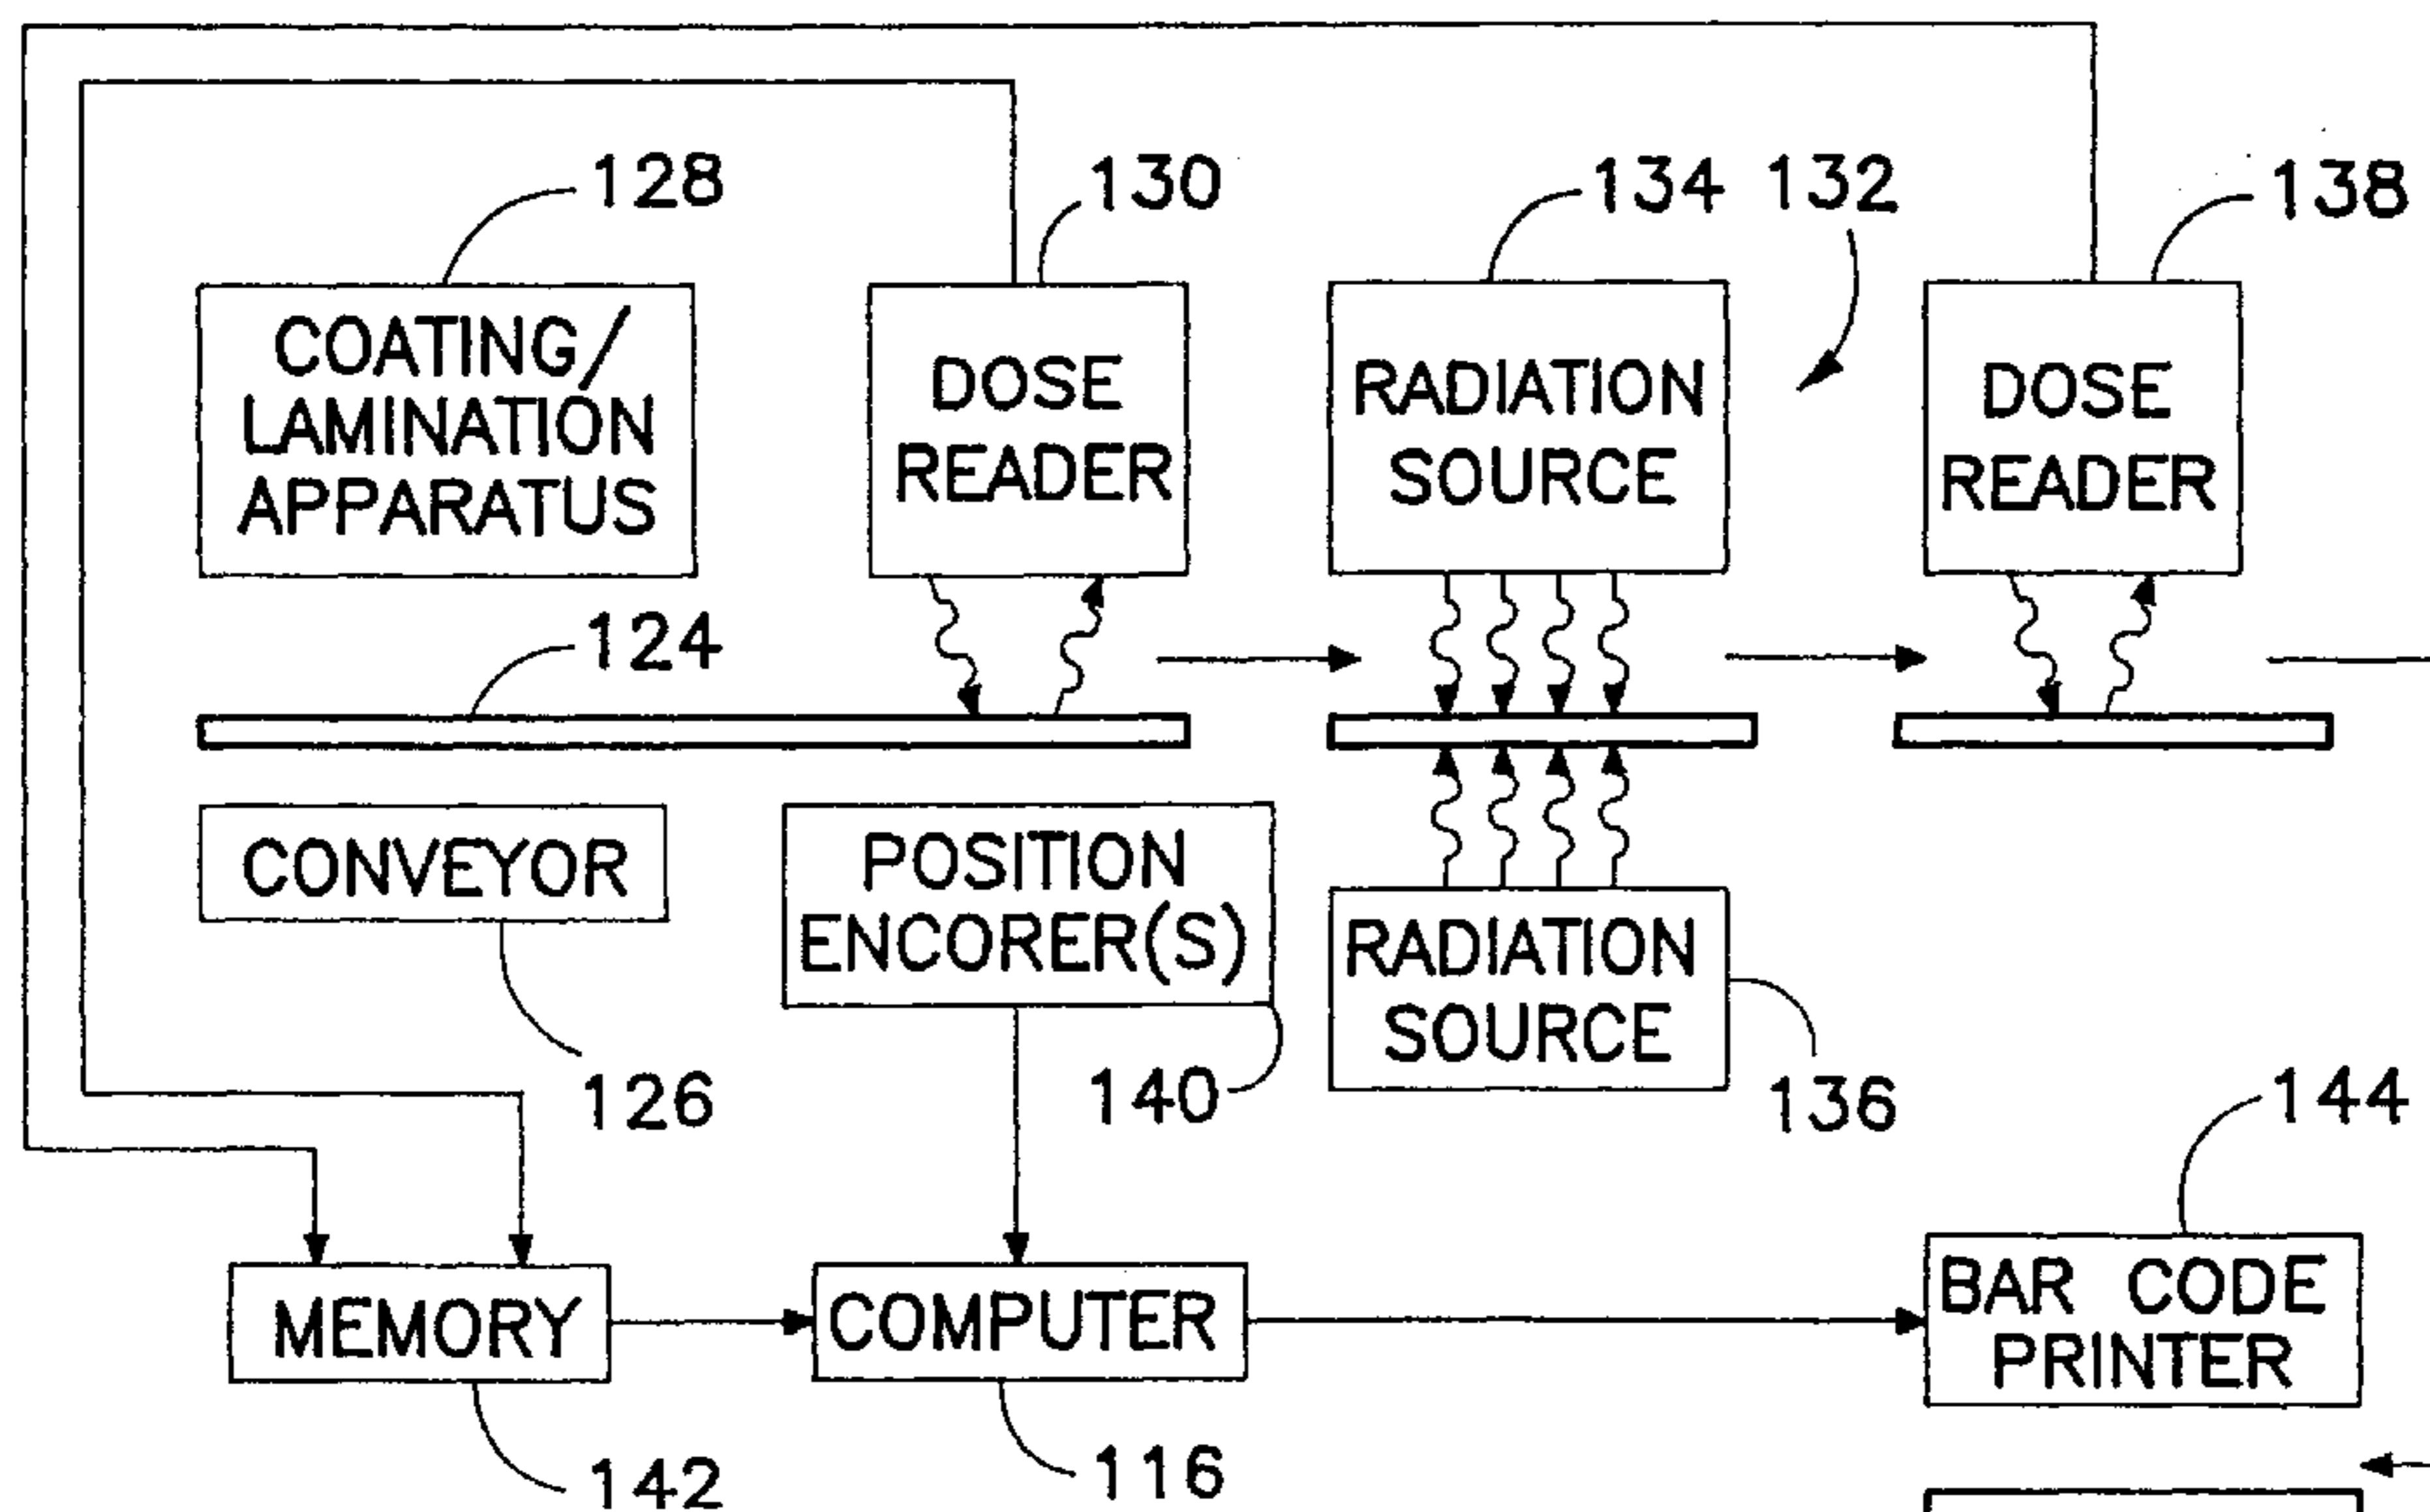 128
130
134
132
138
COATING/
LAMINATION
APPARATUS
DOSE
READER
RADIATION
SOURCE
DOSE
READER
124
CONVEYOR
POSITION
ENCORER(S)
RADIATION
SOURCE
126
140
136
144
MEMORY
COMPUTER
BAR CODE
PRINTER
142
116